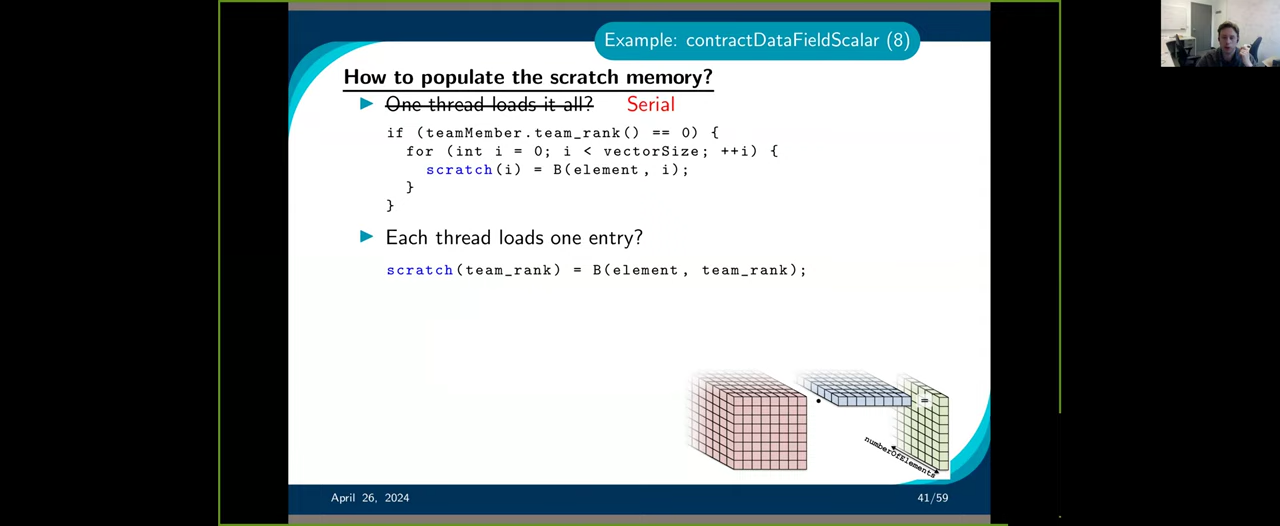 Example: contractDataFieldScalar (8)
How to populate the scratch memory?
One thread loads it all? Serial
if (teamMember.team_rank() == 0) {
for (int i = 0; i < vectorSize; ++i) {
scratch(i) = B(element, i);
}
}
Each thread loads one entry?
scratch(team_rank) = B(element, team_rank);
=
numberOfElements
April 26, 2024
41/59